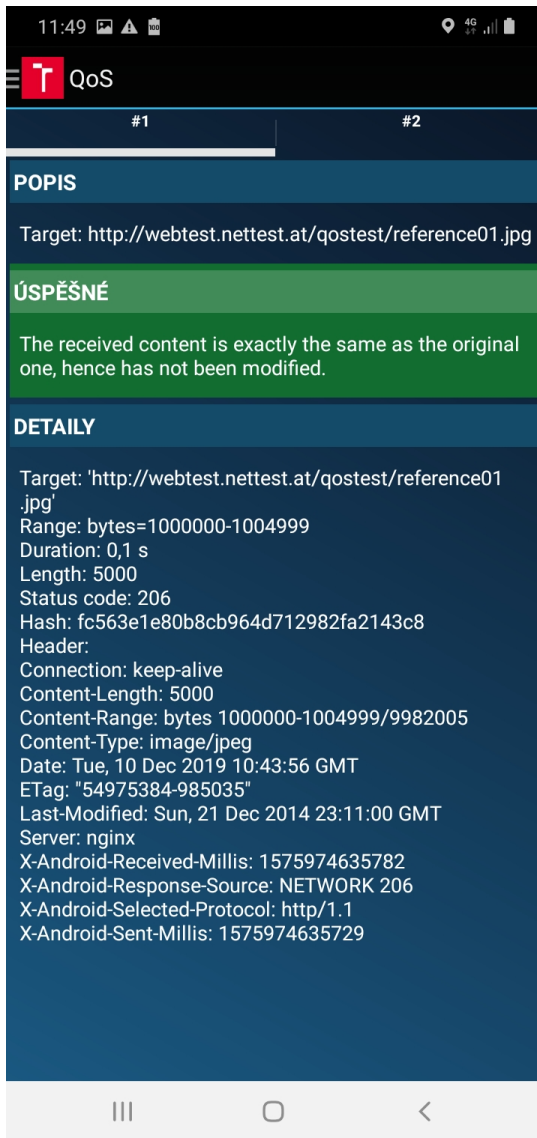 11:49 100 4G
QoS
#1 #2
POPIS
Target: http://webtest.nettest.at/qostest/reference01.jpg
ÚSPĚŠNÉ
The received content is exactly the same as the original
one, hence has not been modified.
DETAILY
Target: 'http://webtest.nettest.at/qostest/reference01
.jpg'
Range: bytes=1000000-1004999
Duration: 0,1 s
Length: 5000
Status code: 206
Hash: fc563e1e80b8cb964d712982fa2143c8
Header:
Connection: keep-alive
Content-Length: 5000
Content-Range: bytes 1000000-1004999/9982005
Content-Type: image/jpeg
Date: Tue, 10 Dec 2019 10:43:56 GMT
ETag: "54975384-985035"
Last-Modified: Sun, 21 Dec 2014 23:11:00 GMT
Server: nginx
X-Android-Received-Millis: 1575974635782
X-Android-Response-Source: NETWORK 206
X-Android-Selected-Protocol: http/1.1
X-Android-Sent-Millis: 1575974635729